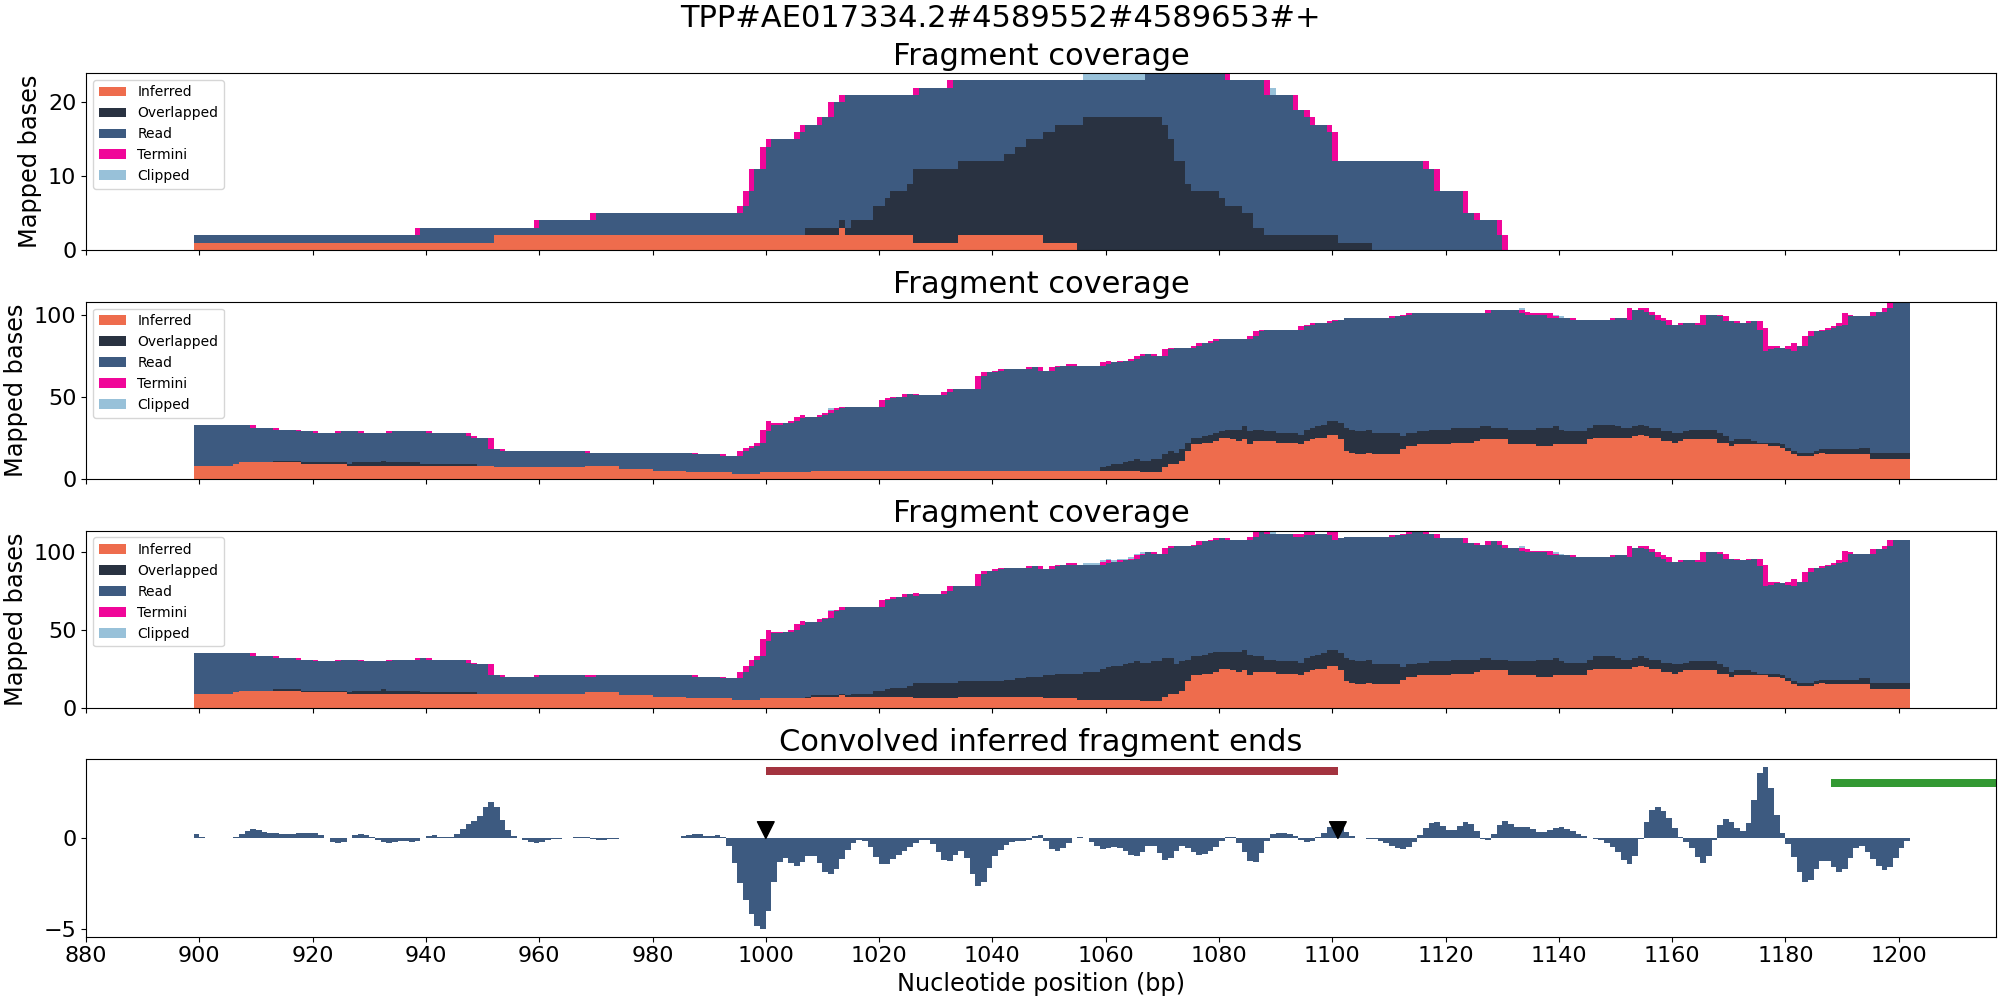 TPP#AE017334.2#4589552#4589653#+
Fragment coverage
Mapped bases
20
10
0
Inferred
Overlapped
Read
Termini
Clipped
Fragment coverage
Mapped bases
100
50
0
Inferred
Overlapped
Read
Termini
Clipped
Fragment coverage
Mapped bases
100
50
0
Inferred
Overlapped
Read
Termini
Clipped
Convolved inferred fragment ends
0
−5
880 900 920 940 960 980 1000 1020 1040 1060 1080 1100 1120 1140 1160 1180 1200
Nucleotide position (bp)